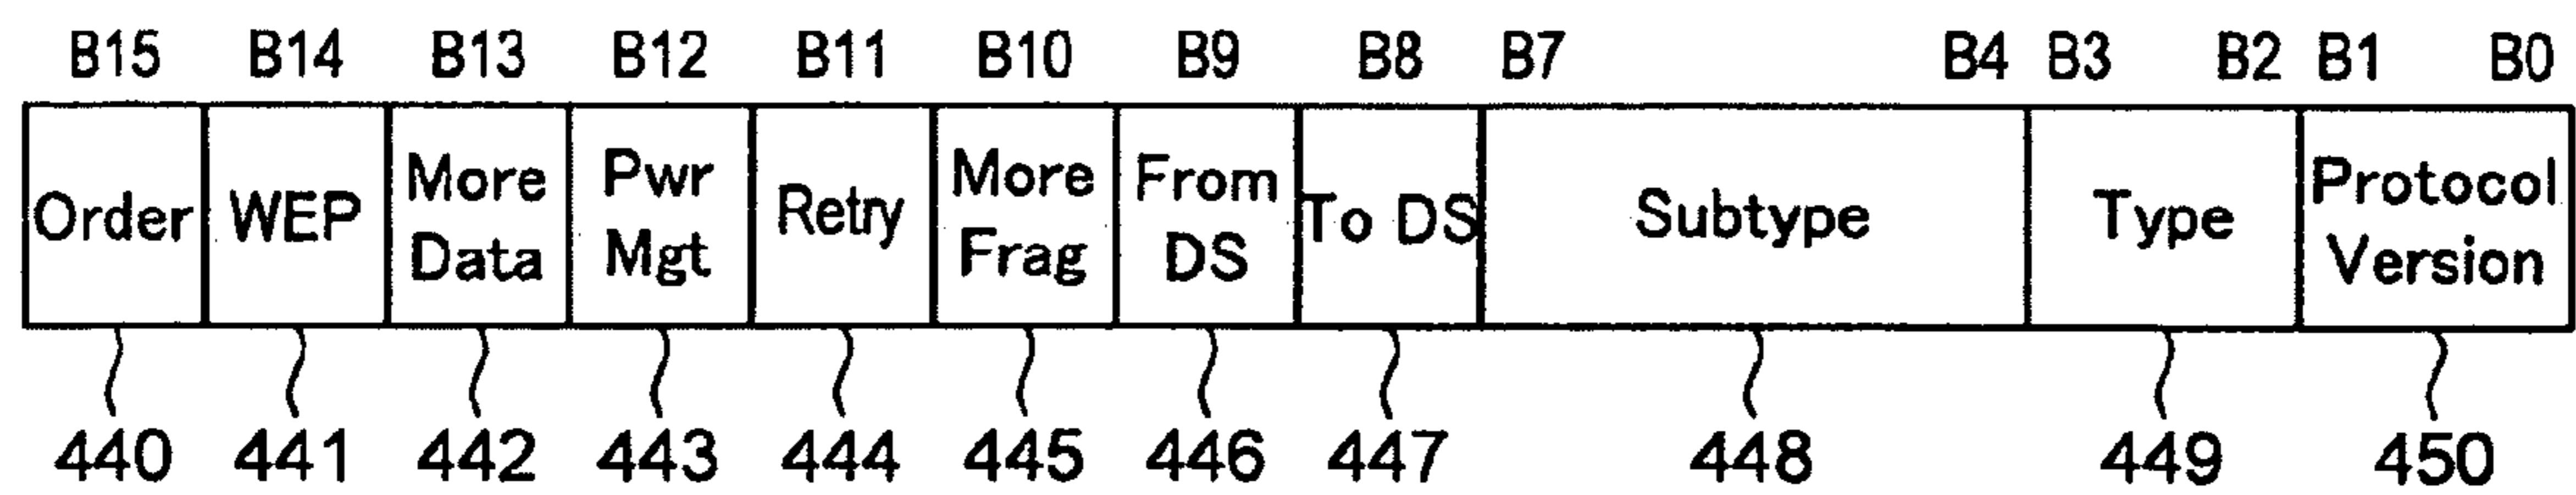 B15 B14 B13 B12 B11 B10 B9 B8 B7 B4 B3 B2 B1 B0
Order
WEP
More
Data
Pwr
Mgt
Retry
More
Frag
From
DS
To DS
Subtype
Type
Protocol
Version
440 441 442 443 444 445 446 447 448 449 450